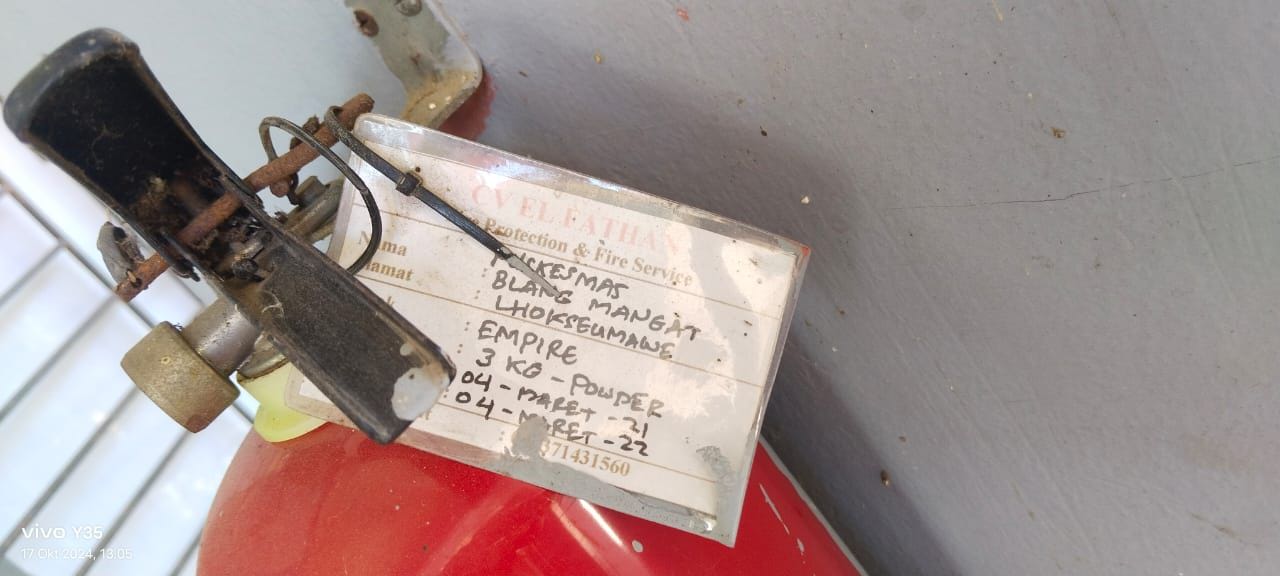 CV EL FATHAN
Protection & Fire Service
Nama : PUSKESMAS
Alamat : BLANG MANGAT
LHOKSEUMAWE
: EMPIRE
: 3 KG - POWDER
: 04 - MARET - 21
: 04 - MARET - 22
: 371431560
vivo Y35
17 Okt 2024, 13:05